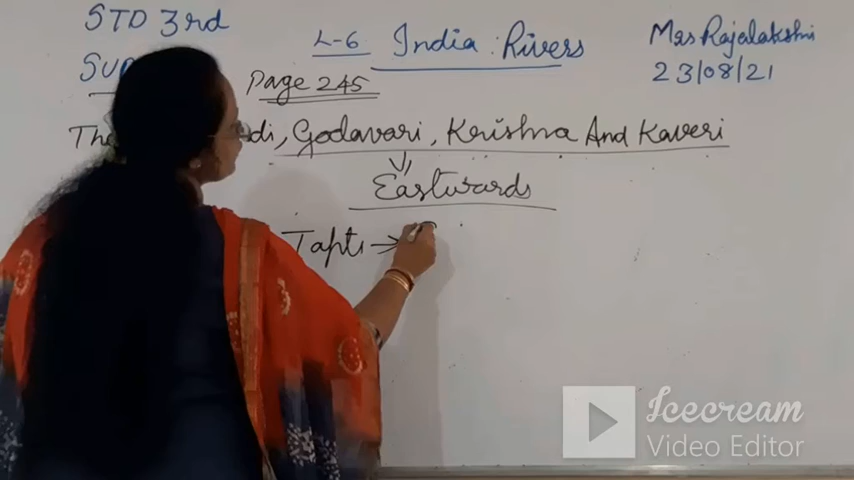 STD 3rd
L-6 India : Rivers
Mrs Rajalakshmi
23/08/21
Page 245
di, Godavari, Krishna And Kaveri
Eastwards
Tapti →
Icecream
Video Editor